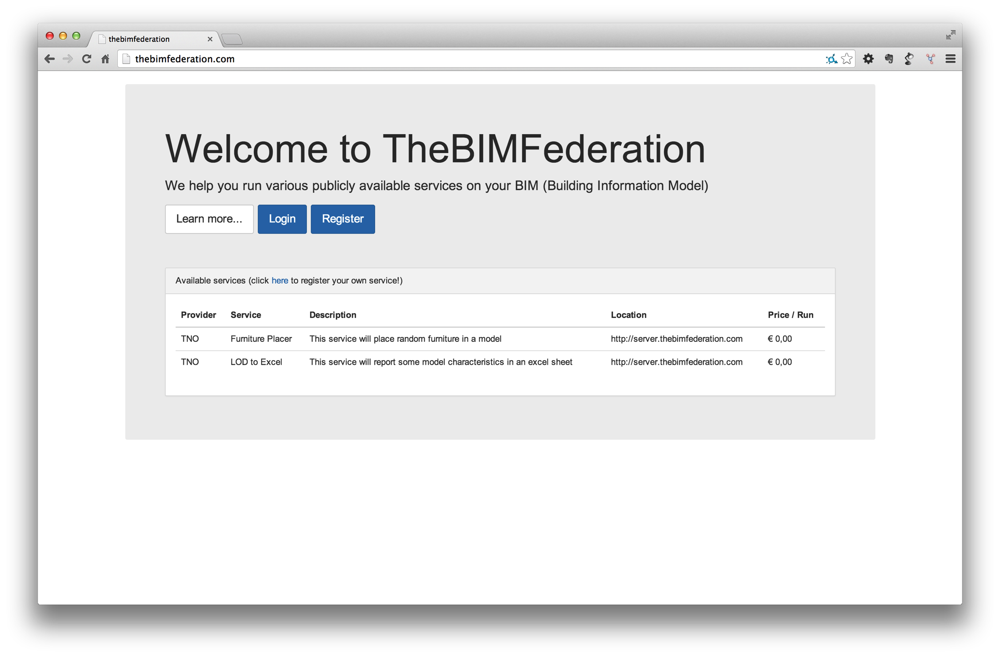 thebimfederation
thebimfederation.com
Welcome to TheBIMFederation
We help you run various publicly available services on your BIM (Building Information Model)
Learn more... Login Register
Available services (click here to register your own service!)
Provider Service Description Location Price / Run
TNO Furniture Placer This service will place random furniture in a model http://server.thebimfederation.com € 0,00
TNO LOD to Excel This service will report some model characteristics in an excel sheet http://server.thebimfederation.com € 0,00